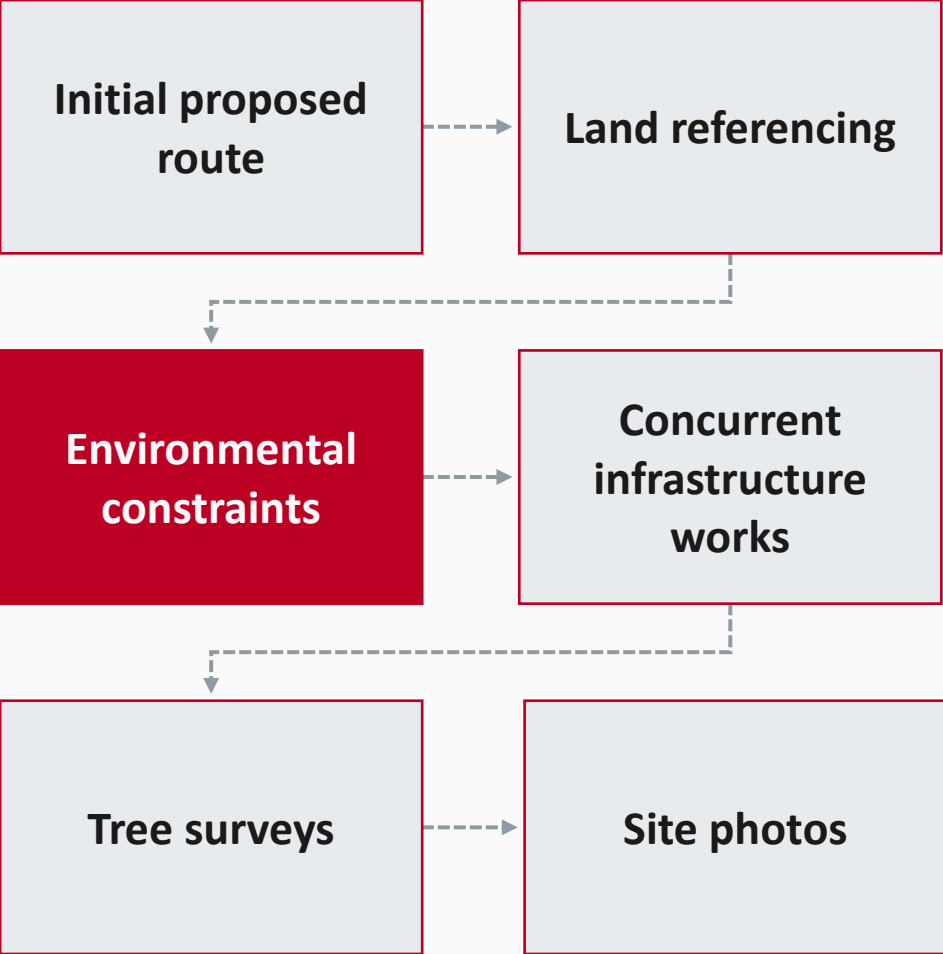 Initial proposed
route
Land referencing
Environmental
constraints
Concurrent
infrastructure
works
Tree surveys
Site photos